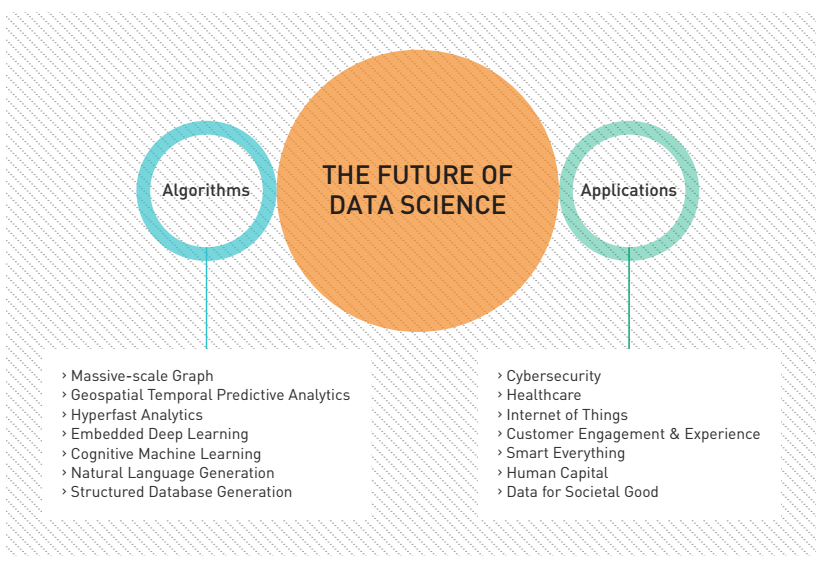 THE FUTURE OF
DATA SCIENCE
Algorithms
Applications
› Massive-scale Graph
› Geospatial Temporal Predictive Analytics
› Hyperfast Analytics
› Embedded Deep Learning
› Cognitive Machine Learning
› Natural Language Generation
› Structured Database Generation
› Cybersecurity
› Healthcare
› Internet of Things
› Customer Engagement & Experience
› Smart Everything
› Human Capital
› Data for Societal Good